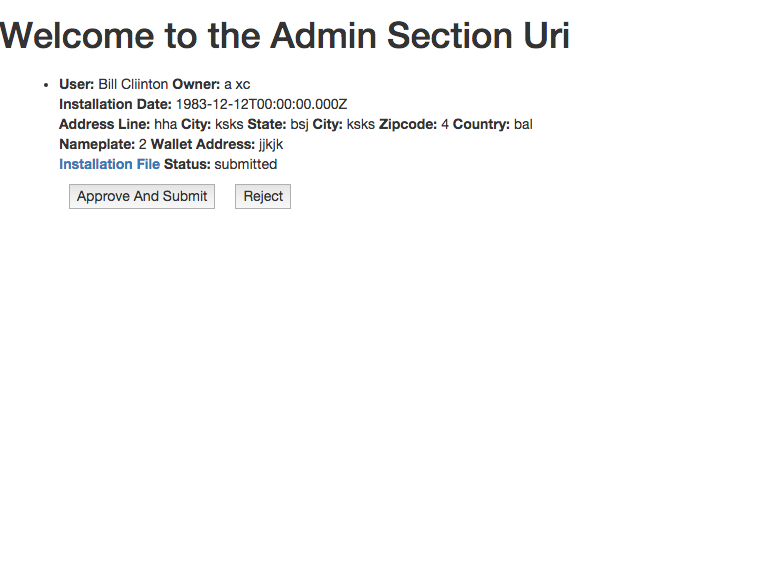 Welcome to the Admin Section Uri
User: Bill Cliinton Owner: a xc
Installation Date: 1983-12-12T00:00:00.000Z
Address Line: hha City: ksks State: bsj City: ksks Zipcode: 4 Country: bal
Nameplate: 2 Wallet Address: jjkjk
Installation File Status: submitted
Approve And Submit Reject